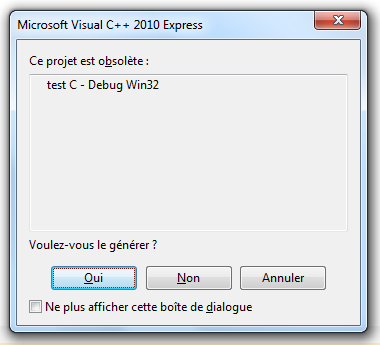 Microsoft Visual C++ 2010 Express
Ce projet est obsolète :
test C - Debug Win32
Voulez-vous le générer ?
Oui Non Annuler
Ne plus afficher cette boîte de dialogue